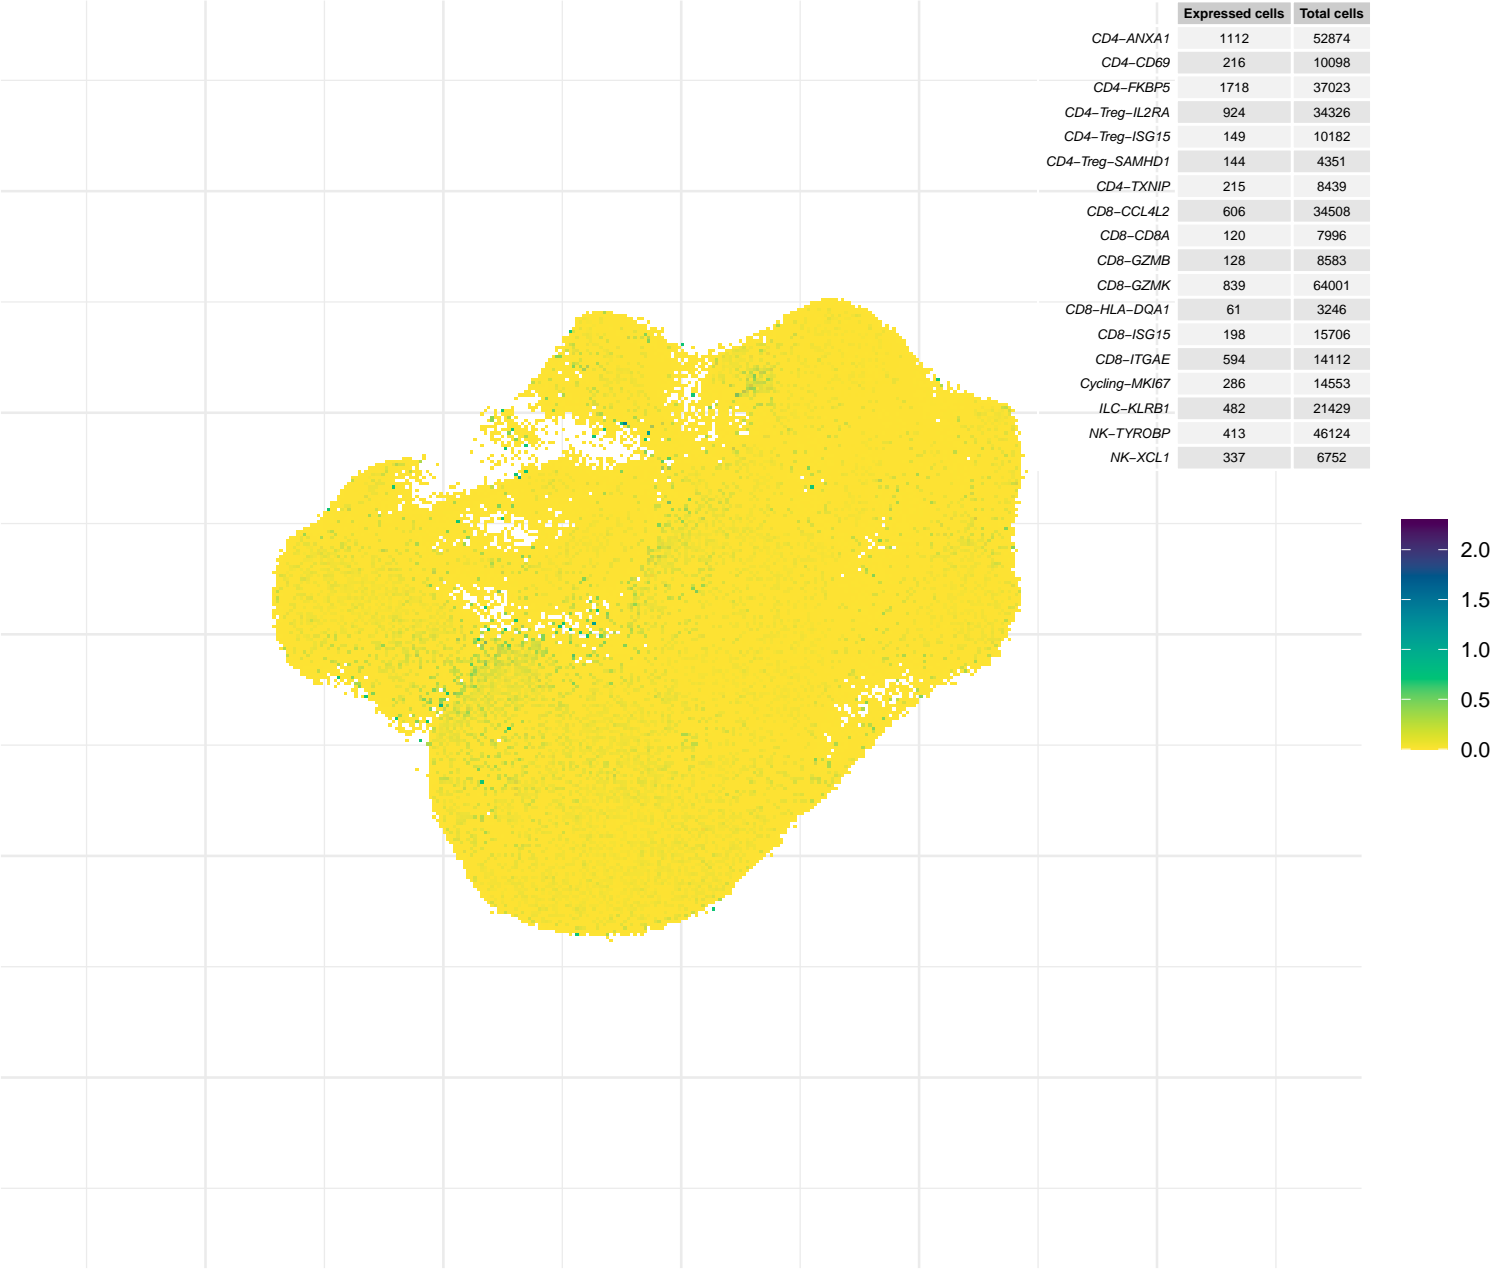 Expressed cells Total cells
CD4−ANXA1 1112 52874
CD4−CD69 216 10098
CD4−FKBP5 1718 37023
CD4−Treg−IL2RA 924 34326
CD4−Treg−ISG15 149 10182
CD4−Treg−SAMHD1 144 4351
CD4−TXNIP 215 8439
CD8−CCL4L2 606 34508
CD8−CD8A 120 7996
CD8−GZMB 128 8583
CD8−GZMK 839 64001
CD8−HLA−DQA1 61 3246
CD8−ISG15 198 15706
CD8−ITGAE 594 14112
Cycling−MKI67 286 14553
ILC−KLRB1 482 21429
NK−TYROBP 413 46124
NK−XCL1 337 6752
2.0
1.5
1.0
0.5
0.0